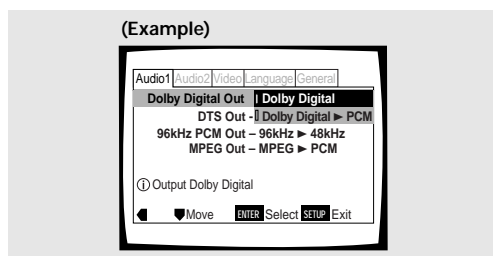 (Example)
Audio1 Audio2 Video Language General
Dolby Digital Out Dolby Digital
DTS Out - Dolby Digital ► PCM
96kHz PCM Out – 96kHz ► 48kHz
MPEG Out – MPEG ► PCM
ⓘ Output Dolby Digital
Move ENTER Select SETUP Exit